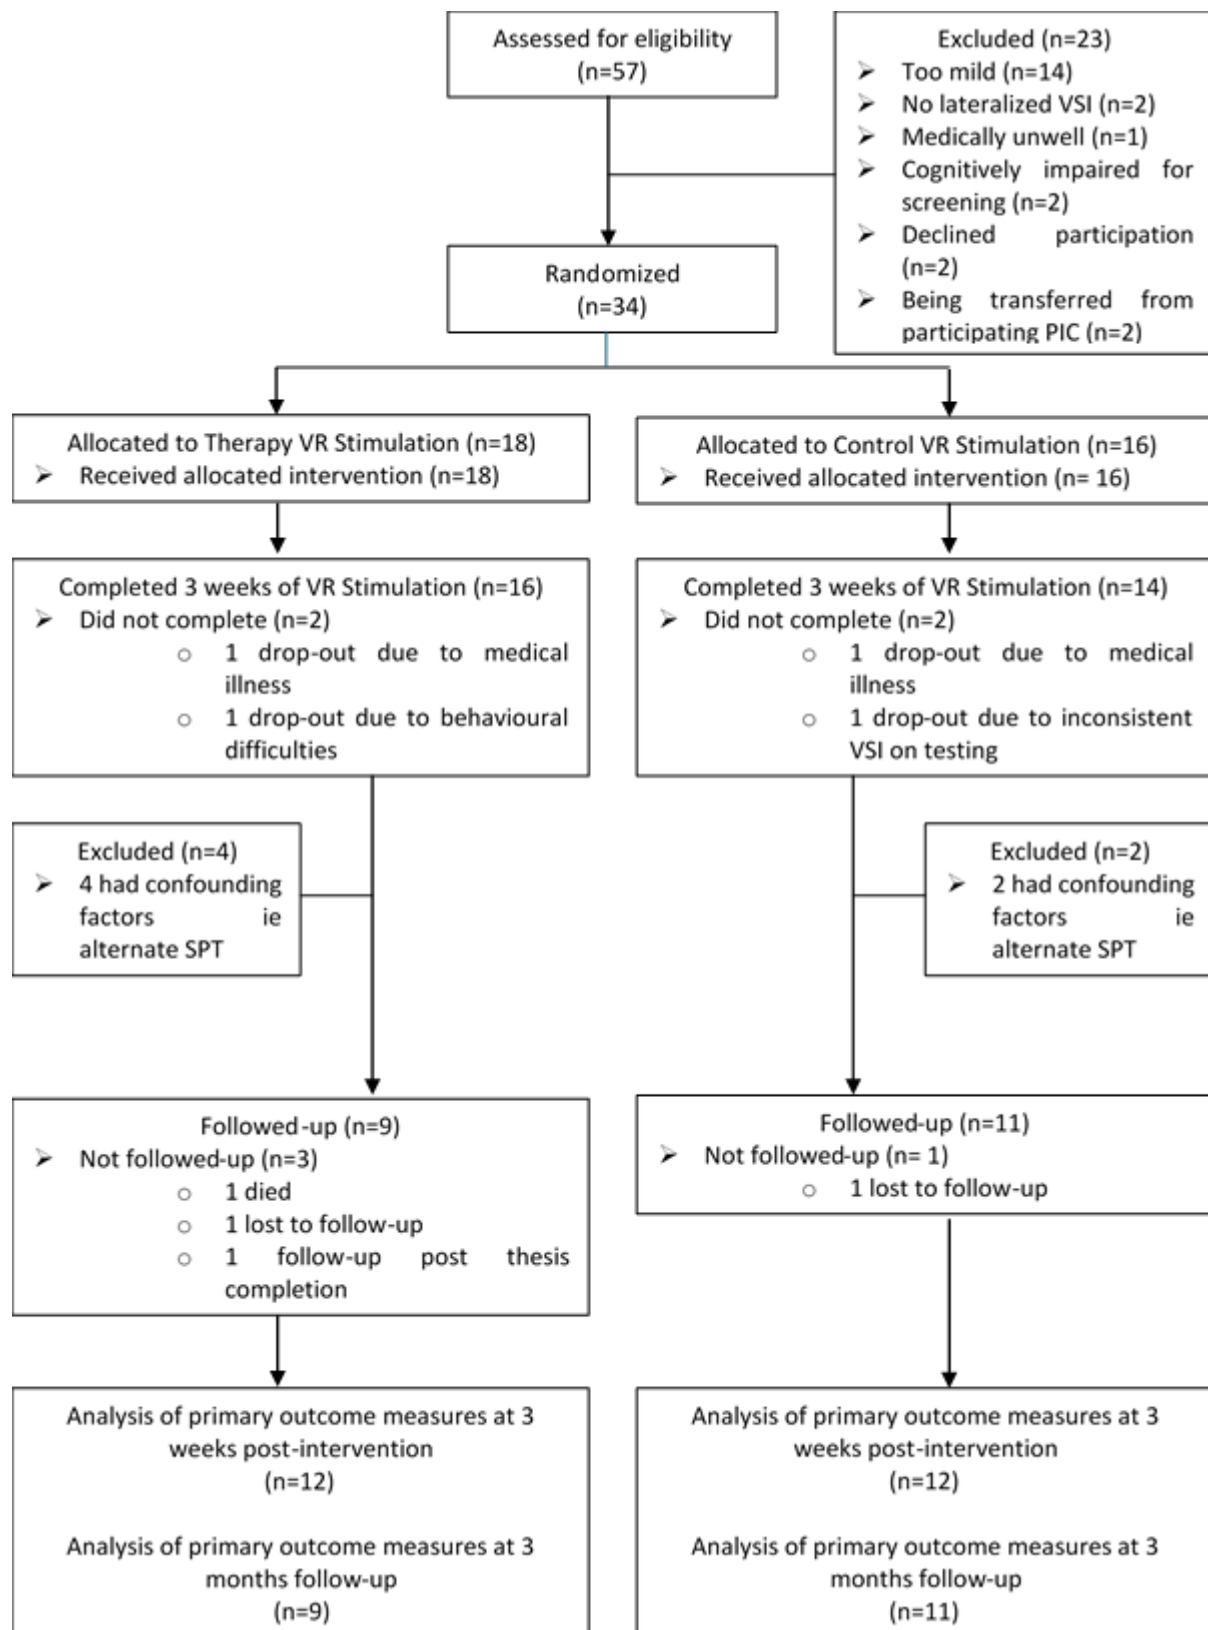 Assessed for eligibility
(n=57)
Excluded (n=23)
➢ Too mild (n=14)
➢ No lateralized VSI (n=2)
➢ Medically unwell (n=1)
➢ Cognitively impaired for
screening (n=2)
➢ Declined participation
(n=2)
➢ Being transferred from
participating PIC (n=2)
Randomized
(n=34)
Allocated to Therapy VR Stimulation (n=18)
➢ Received allocated intervention (n=18)
Allocated to Control VR Stimulation (n=16)
➢ Received allocated intervention (n= 16)
Completed 3 weeks of VR Stimulation (n=16)
➢ Did not complete (n=2)
o 1 drop-out due to medical
illness
o 1 drop-out due to behavioural
difficulties
Completed 3 weeks of VR Stimulation (n=14)
➢ Did not complete (n=2)
o 1 drop-out due to medical
illness
o 1 drop-out due to inconsistent
VSI on testing
Excluded (n=4)
➢ 4 had confounding
factors ie
alternate SPT
Excluded (n=2)
➢ 2 had confounding
factors ie
alternate SPT
Followed-up (n=9)
➢ Not followed-up (n=3)
o 1 died
o 1 lost to follow-up
o 1 follow-up post thesis
completion
Followed-up (n=11)
➢ Not followed-up (n= 1)
o 1 lost to follow-up
Analysis of primary outcome measures at 3
weeks post-intervention
(n=12)
Analysis of primary outcome measures at 3
months follow-up
(n=9)
Analysis of primary outcome measures at 3
weeks post-intervention
(n=12)
Analysis of primary outcome measures at 3
months follow-up
(n=11)